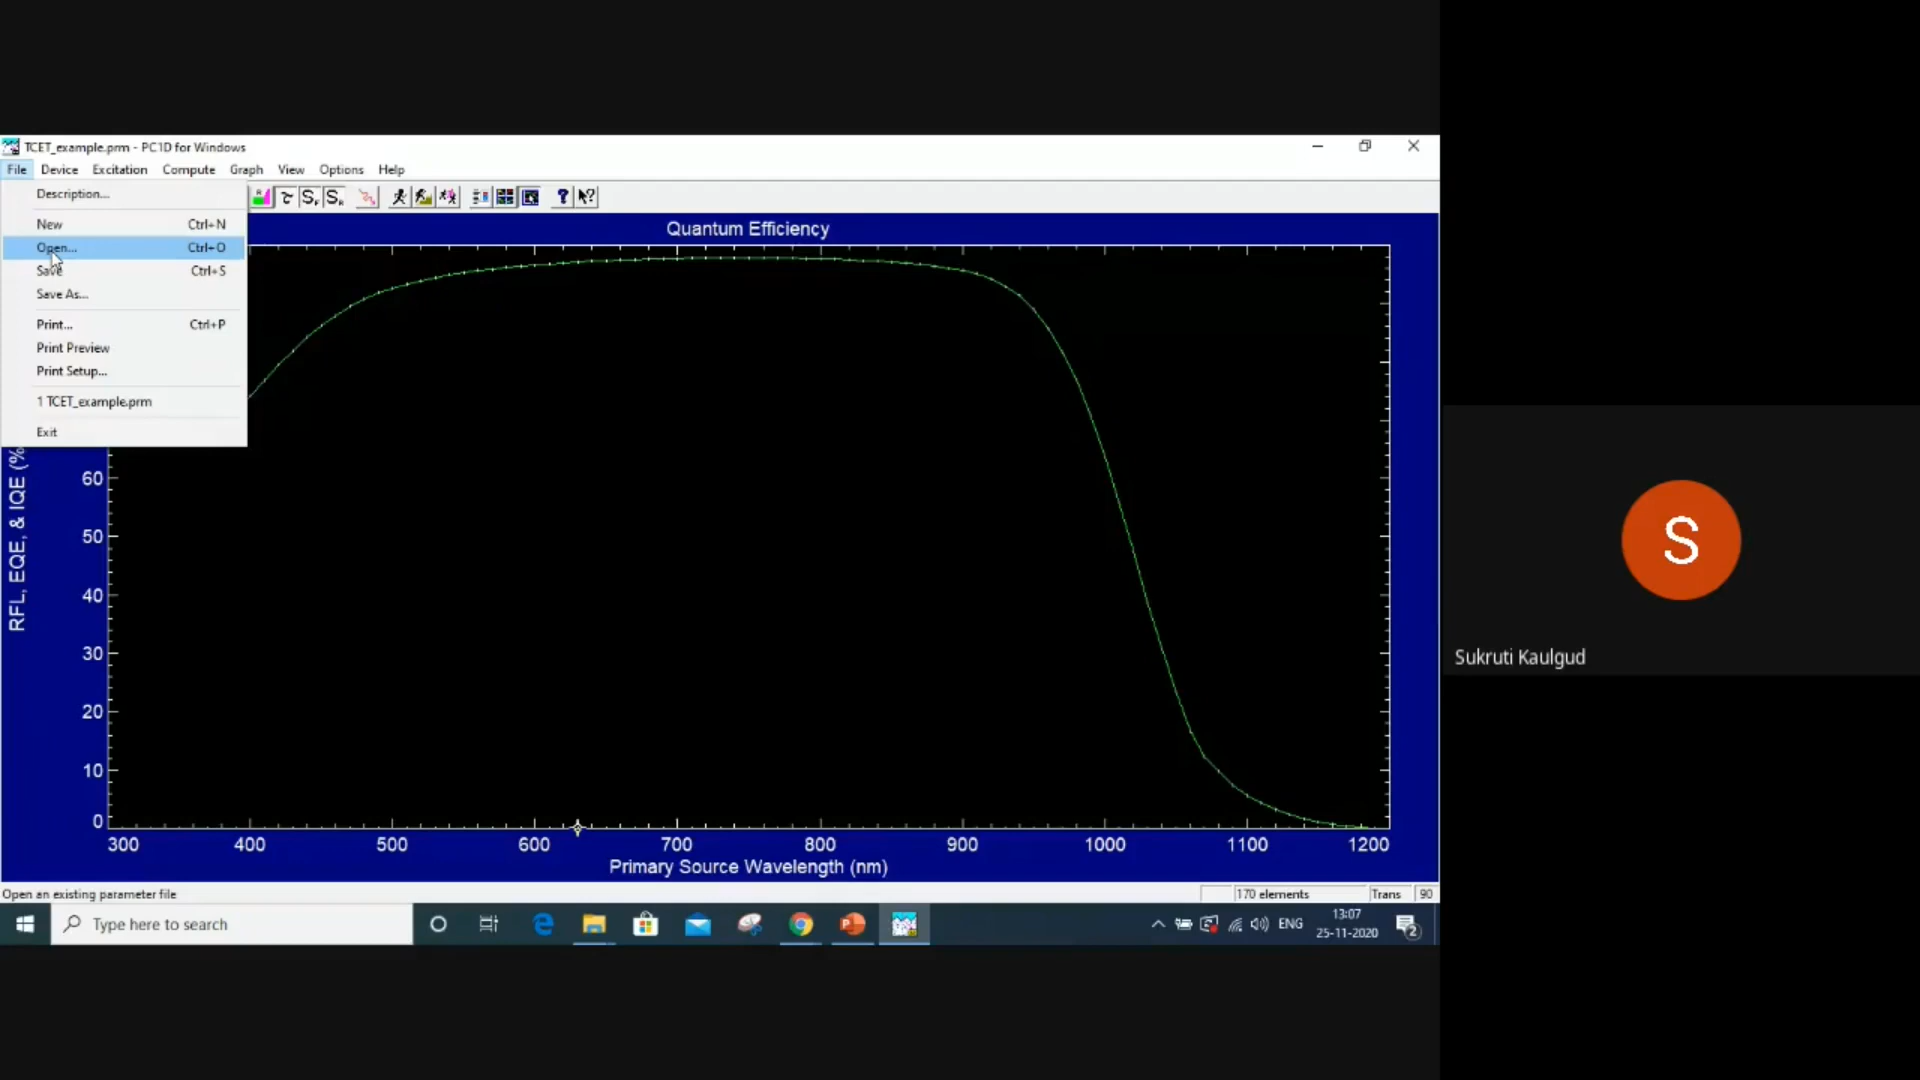 TCET_example.prm - PC1D for Windows
File Device Excitation Compute Graph View Options Help
Description...
New Ctrl+N
Open... Ctrl+O
Save Ctrl+S
Save As...
Print... Ctrl+P
Print Preview
Print Setup...
1 TCET_example.prm
Exit
Quantum Efficiency
RFL, EQE, & IQE (%
60
50
40
30
20
10
0
300 400 500 600 700 800 900 1000 1100 1200
Primary Source Wavelength (nm)
Open an existing parameter file
170 elements Trans 90
Type here to search
ENG
13:07
25-11-2020
2
S
Sukruti Kaulgud